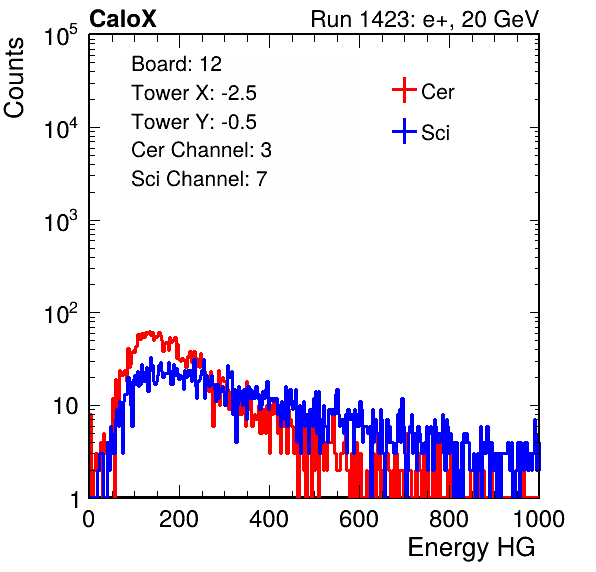 CaloX Run 1423: e+, 20 GeV
Counts
Board: 12
Tower X: -2.5
Tower Y: -0.5
Cer Channel: 3
Sci Channel: 7
Cer
Sci
10^5
10^4
10^3
10^2
10
1
0 200 400 600 800 1000
Energy HG